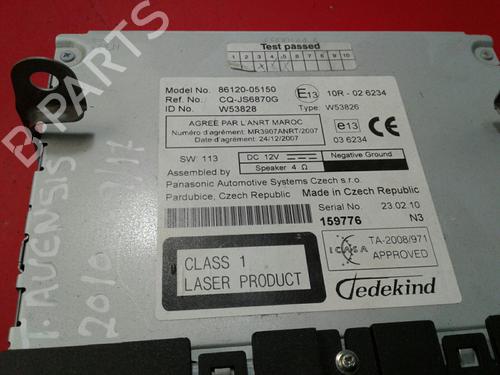 Test passed
1 2 3 4 5 6 7 8 9 10
Model No. 86120-05150
Ref. No. CQ-JS6870G
ID No. W53828
E13
10R - 02 6234
Type: W53826
AGREÉ PAR L'ANRT MAROC
Numéro d'agrément: MR3907ANRT/2007
Date d'agrément: 24/12/2007
e13
03 6234
CE
SW: 113
DC 12V
Negative Ground
Speaker 4 Ω
Assembled by
Panasonic Automotive Systems Czech s.r.o.
Pardubice, Czech Republic
Made in Czech Republic
Serial No.
23.02.10
159776
N3
ICASA
TA-2008/971
APPROVED
CLASS 1
LASER PRODUCT
Tedekind
B-PARTS
T. AUENSIS